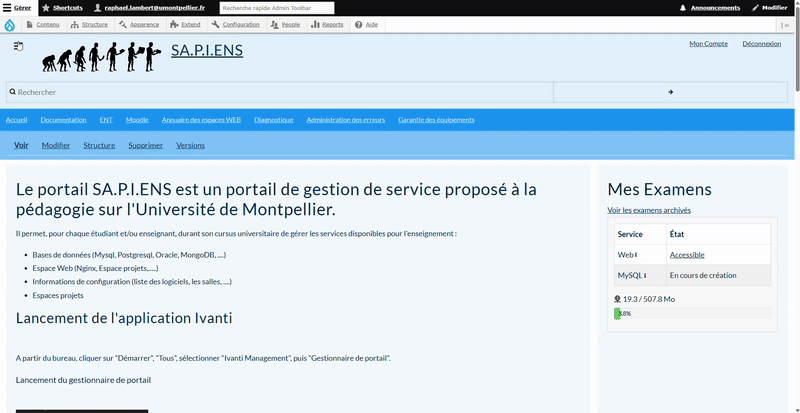 Gérer Shortcuts raphael.lambert@umontpellier.fr Recherche rapide Admin Toolbar Announcements Modifier
Contenu Structure Apparence Extend Configuration People Reports Aide
SA.P.I.ENS
Mon Compte Déconnexion
Rechercher
Accueil Documentation ENT Moodle Annuaire des espaces WEB Diagnostique Administration des erreurs Garantie des équipements
Voir Modifier Structure Supprimer Versions
Le portail SA.P.I.ENS est un portail de gestion de service proposé à la
pédagogie sur l'Université de Montpellier.
Il permet, pour chaque étudiant et/ou enseignant, durant son cursus universitaire de gérer les services disponibles pour l'enseignement :
Bases de données (Mysql, Postgresql, Oracle, MongoDB, ....)
Espace Web (Nginx, Espace projets,.....)
Informations de configuration (liste des logiciels, les salles, ....)
Espaces projets
Lancement de l'application Ivanti
A partir du bureau, cliquer sur "Démarrer", "Tous", sélectionner "Ivanti Management", puis "Gestionnaire de portail".
Lancement du gestionnaire de portail
Mes Examens
Voir les examens archivés
Service État
Web Accessible
MySQL En cours de création
19.3 / 507.8 Mo
3.8%